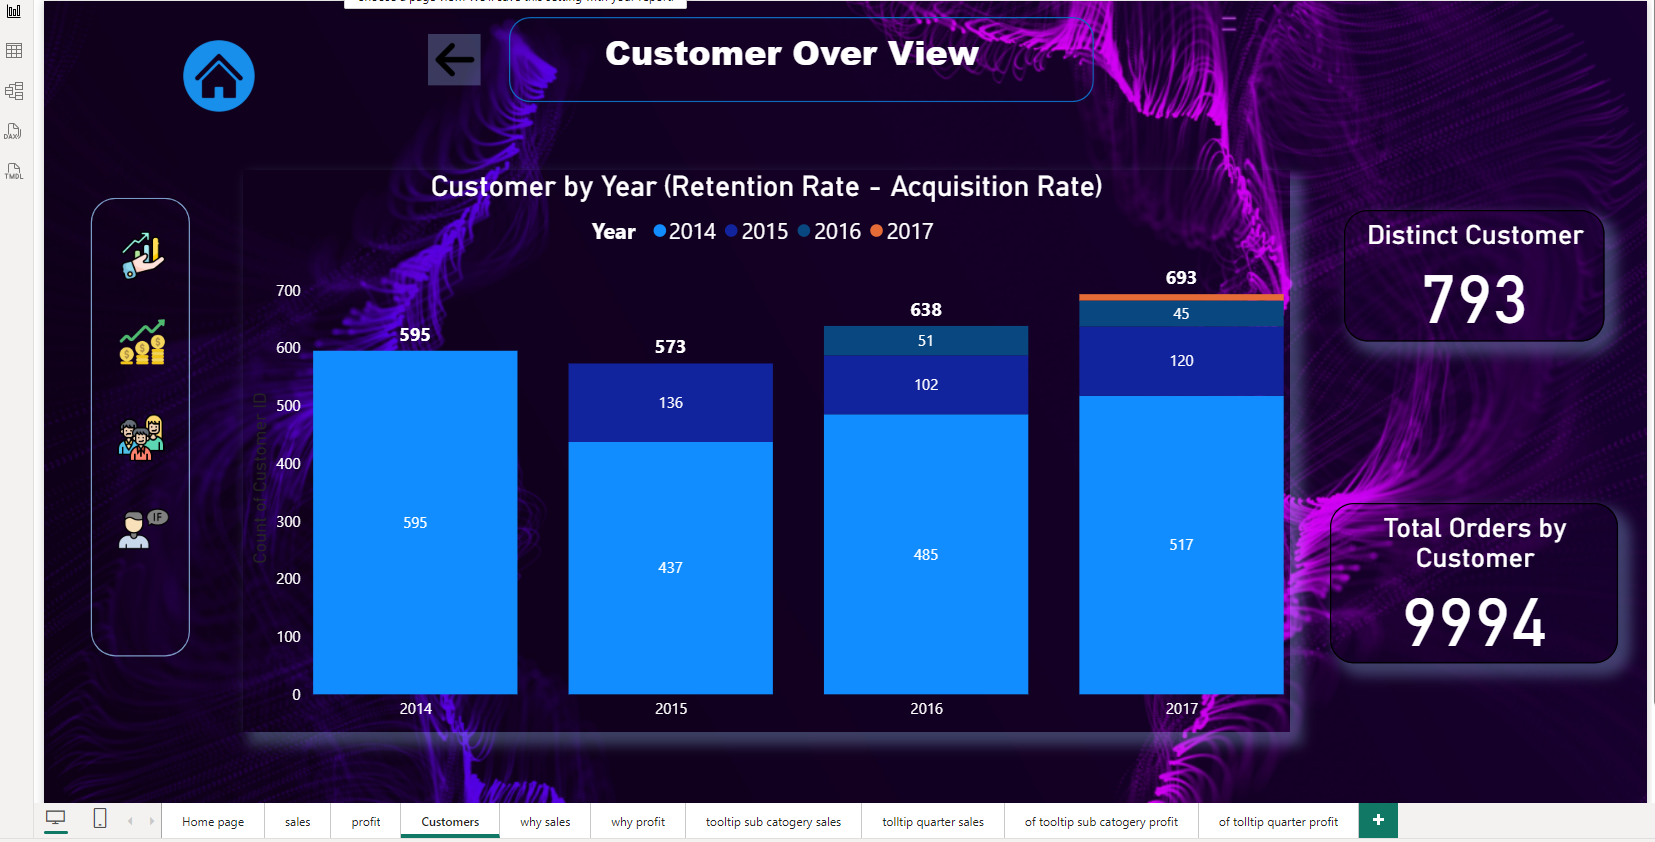 Customer Over View
DAX
TMDL
Customer by Year (Retention Rate - Acquisition Rate)
Year 2014 2015 2016 2017
Distinct Customer
793
Total Orders by
Customer
9994
Count of Customer ID
700
600
500
400
300
200
100
0
595
595
573
136
437
638
51
102
485
693
45
120
517
2014
2015
2016
2017
IF
Home page
sales
profit
Customers
why sales
why profit
tooltip sub catogery sales
tolltip quarter sales
of tooltip sub catogery profit
of tolltip quarter profit
+